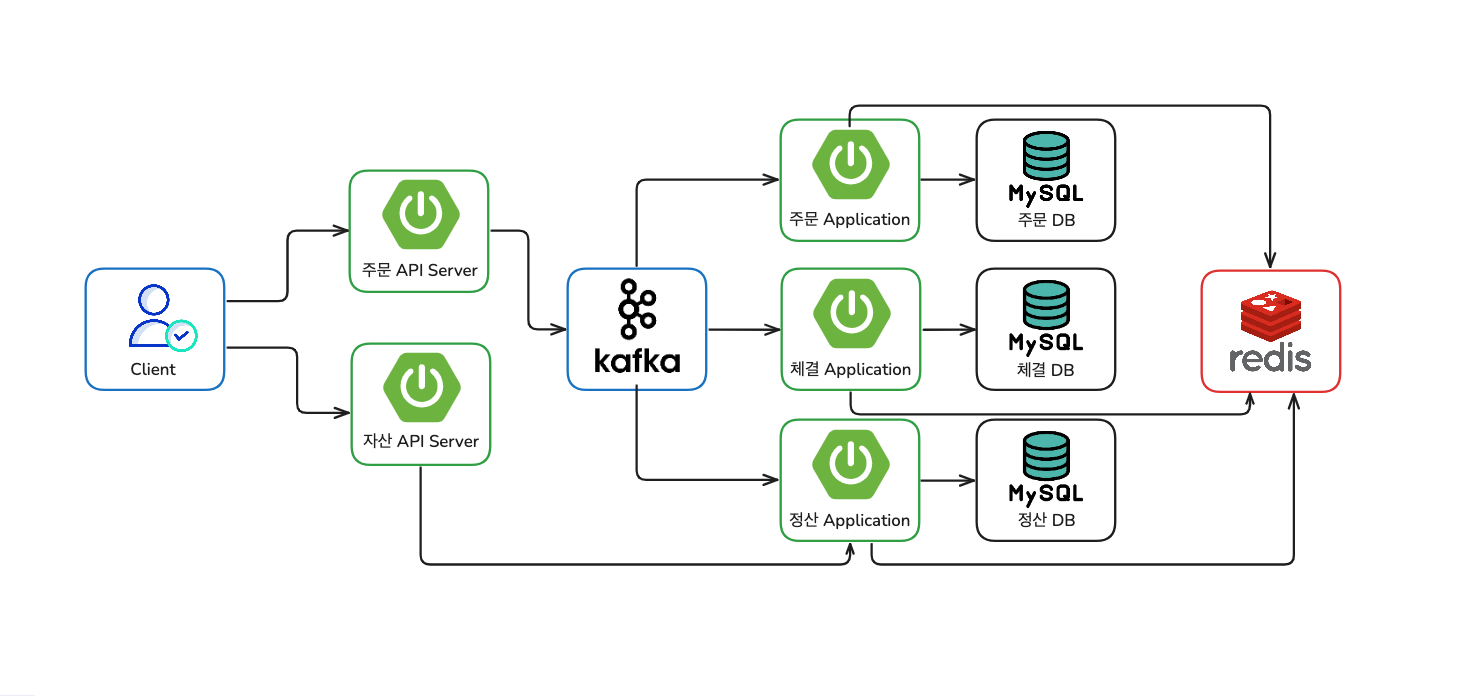 Client
주문 API Server
자산 API Server
kafka
주문 Application
MySQL
주문 DB
체결 Application
MySQL
체결 DB
정산 Application
MySQL
정산 DB
redis